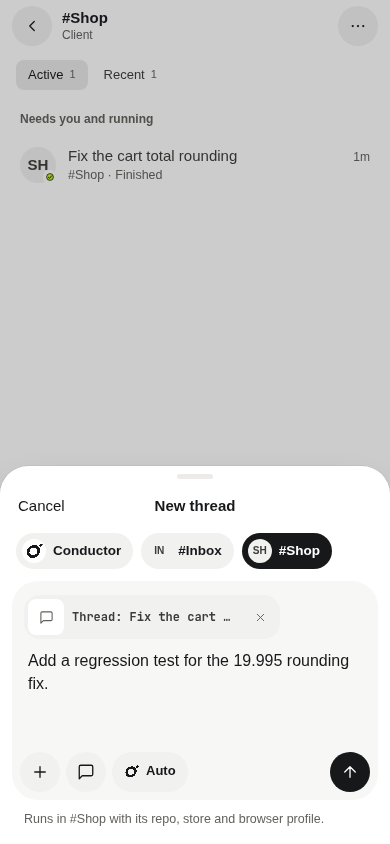 #Shop
Client
Active 1
Recent 1
Needs you and running
SH
Fix the cart total rounding
1m
#Shop · Finished
Cancel
New thread
Conductor
IN
#Inbox
SH
#Shop
Thread: Fix the cart …
Add a regression test for the 19.995 rounding
fix.
Auto
Runs in #Shop with its repo, store and browser profile.